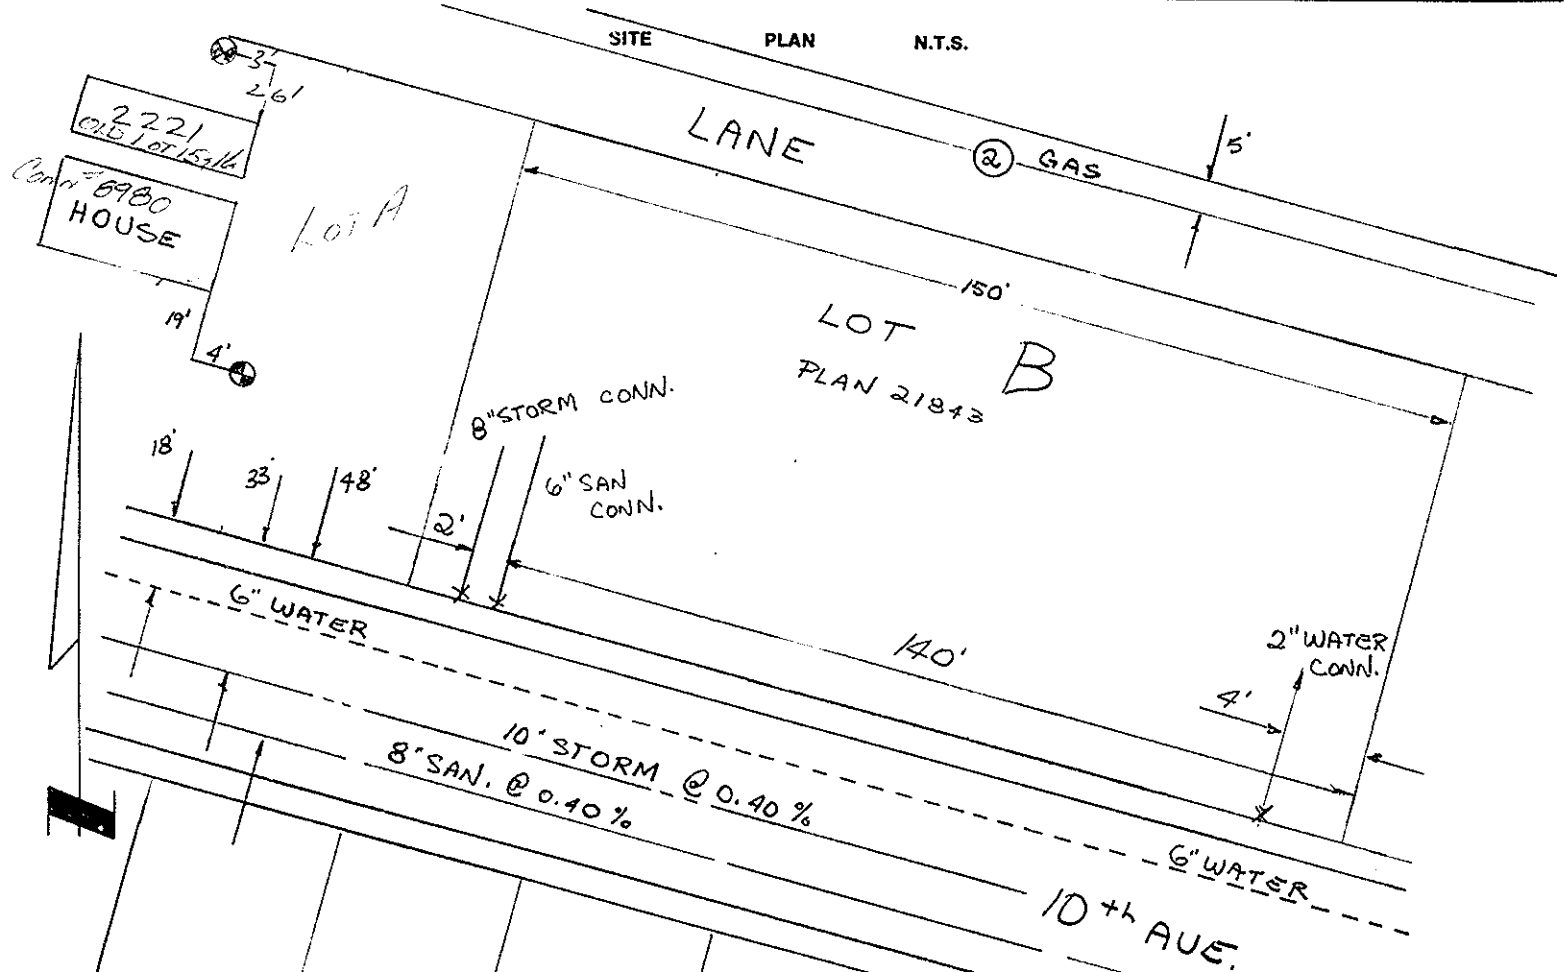 SITE PLAN N.T.S.
3'
26'
2221
OLD LOT 15,16
Conn # 6980
HOUSE
LOT A
LANE
2 GAS
5'
150'
LOT B
PLAN 21843
19'
4'
8" STORM CONN.
6" SAN
CONN.
18'
33'
48'
2'
140'
2" WATER
CONN.
4'
6" WATER
10" STORM @ 0.40 %
8" SAN. @ 0.40 %
6" WATER
10th AVE.